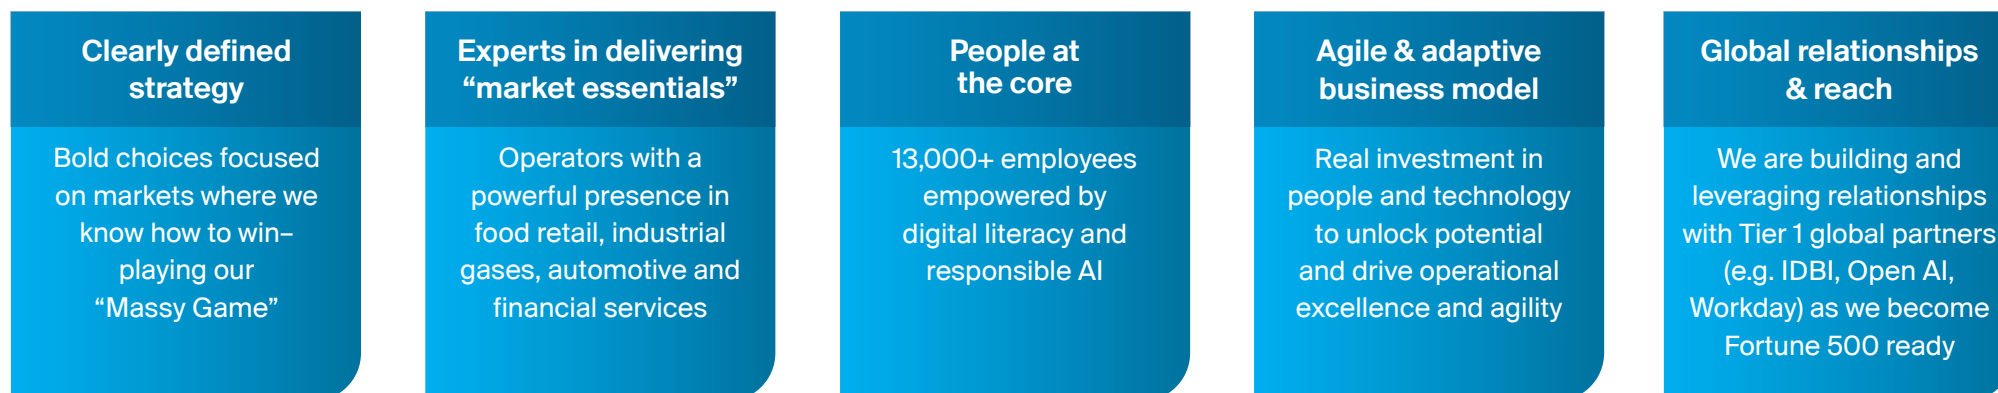 Clearly defined
strategy
Bold choices focused
on markets where we
know how to win–
playing our
“Massy Game”
Experts in delivering
“market essentials”
Operators with a
powerful presence in
food retail, industrial
gases, automotive and
financial services
People at
the core
13,000+ employees
empowered by
digital literacy and
responsible AI
Agile & adaptive
business model
Real investment in
people and technology
to unlock potential
and drive operational
excellence and agility
Global relationships
& reach
We are building and
leveraging relationships
with Tier 1 global partners
(e.g. IDBI, Open AI,
Workday) as we become
Fortune 500 ready